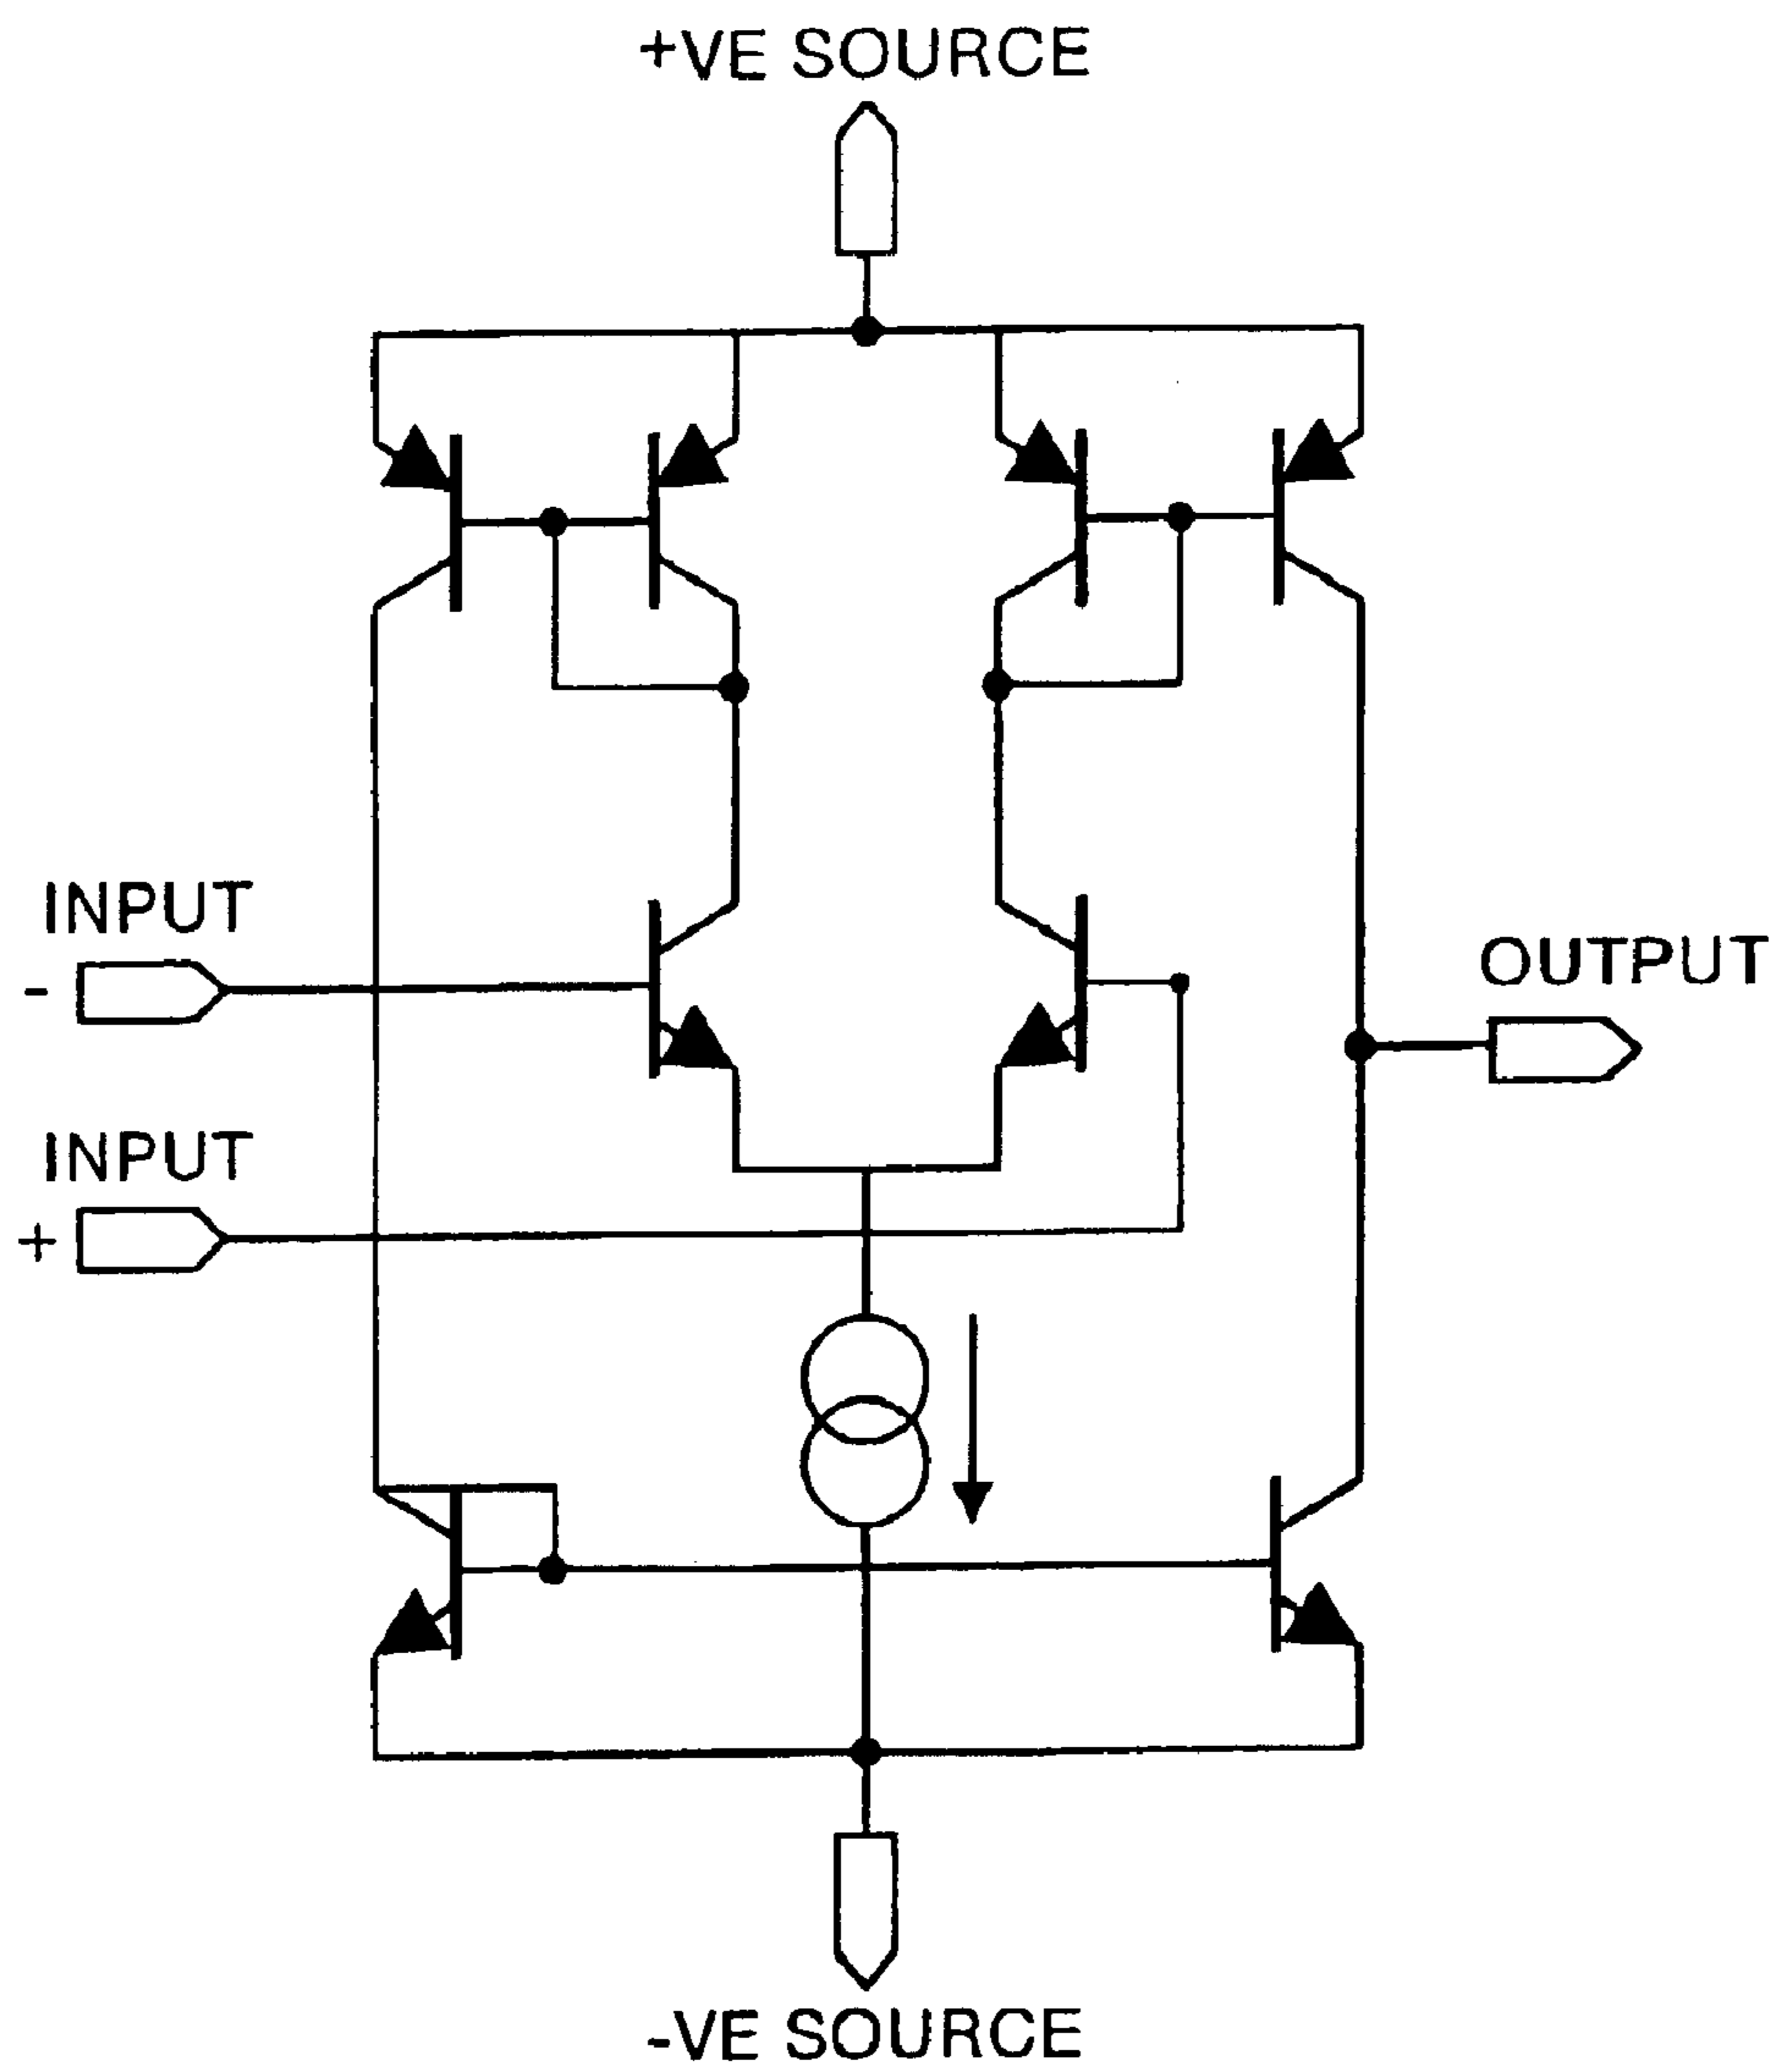 +VE SOURCE
INPUT
-
OUTPUT
INPUT
+
-VE SOURCE